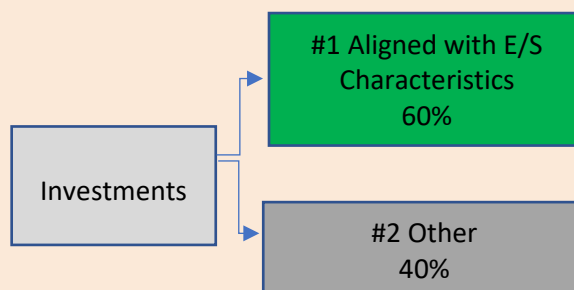 #1 Aligned with E/S
Characteristics
60%
Investments
#2 Other
40%